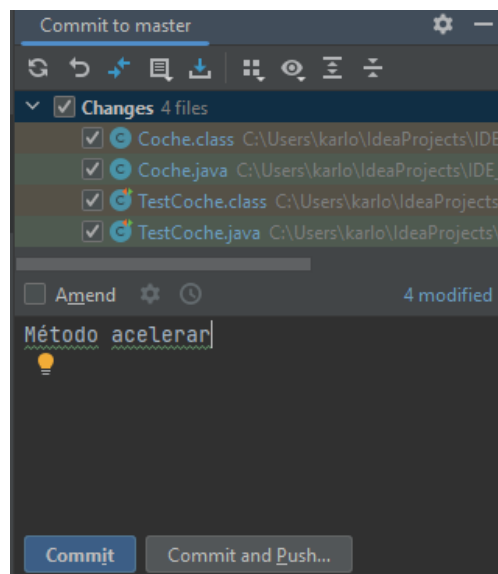 Commit to master
Changes 4 files
Coche.class C:\Users\karlo\IdeaProjects\IDE
Coche.java C:\Users\karlo\IdeaProjects\IDE_
TestCoche.class C:\Users\karlo\IdeaProjects
TestCoche.java C:\Users\karlo\IdeaProjects\
Amend 4 modified
Método acelerar
Commit Commit and Push...